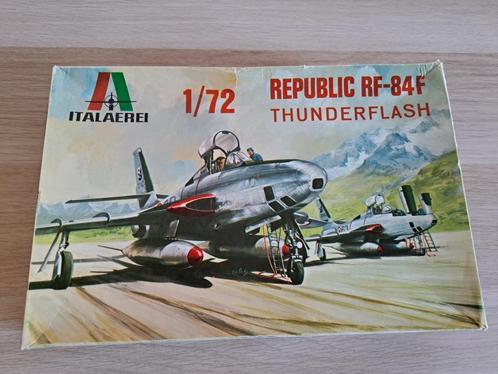 ITALAEREI
1/72
REPUBLIC RF-84F
THUNDERFLASH
S